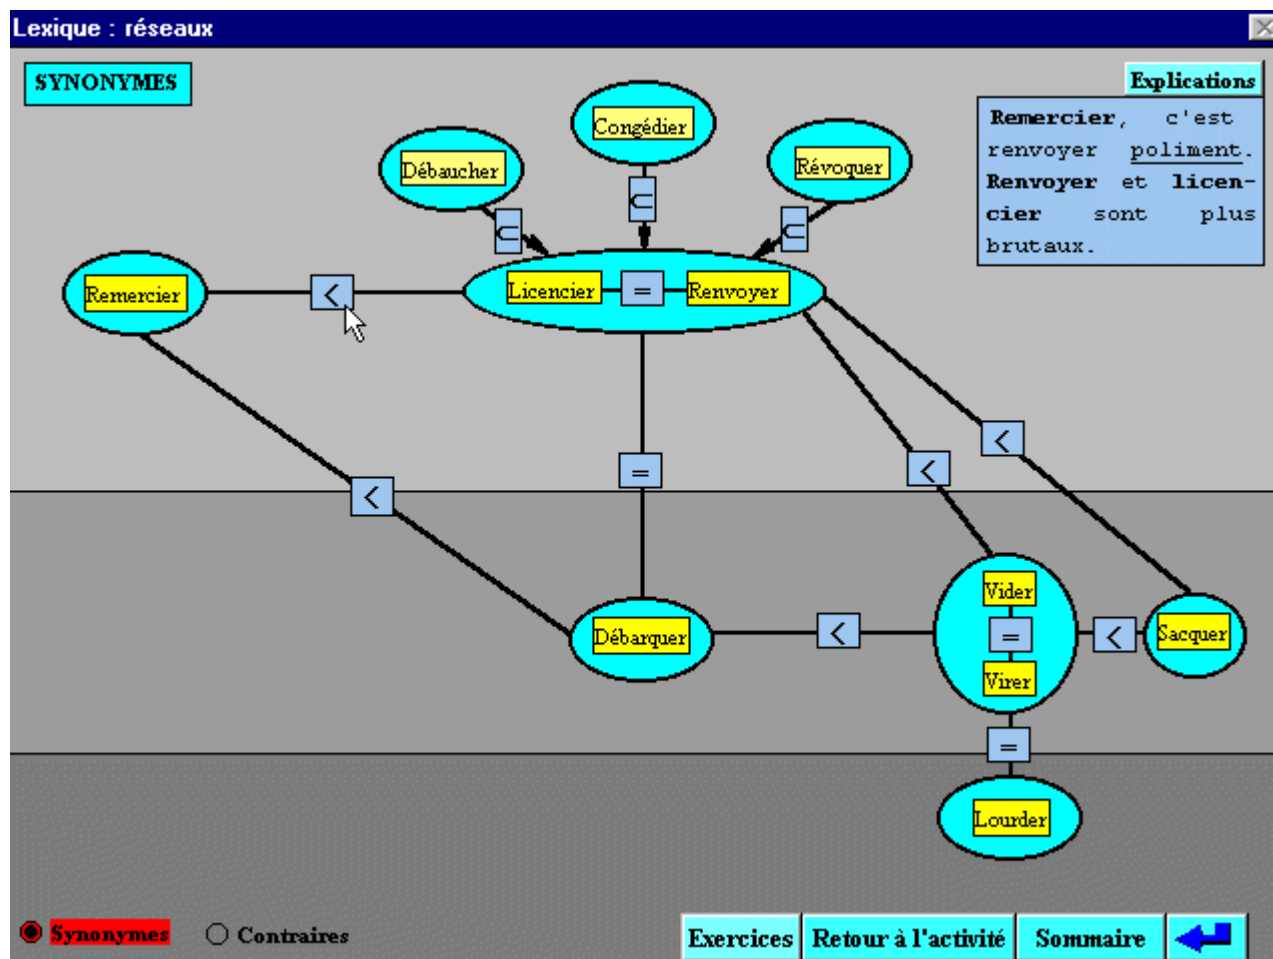 Lexique : réseaux
SYNONYMES
Explications
Remercier, c'est
renvoyer poliment.
Renvoyer et licen-
cier sont plus
brutaux.
Congédier
Débaucher
Révoquer
⊂
⊂
⊂
Remercier
<
Licencier
=
Renvoyer
<
=
<
<
Vider
=
Virer
Débarquer
<
<
Sacquer
=
Lourder
Synonymes
Contraires
Exercices
Retour à l'activité
Sommaire